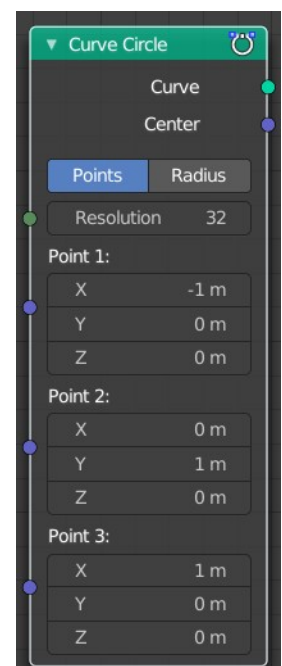 Curve Circle
Curve
Center
Points Radius
Resolution 32
Point 1:
X -1 m
Y 0 m
Z 0 m
Point 2:
X 0 m
Y 1 m
Z 0 m
Point 3:
X 1 m
Y 0 m
Z 0 m